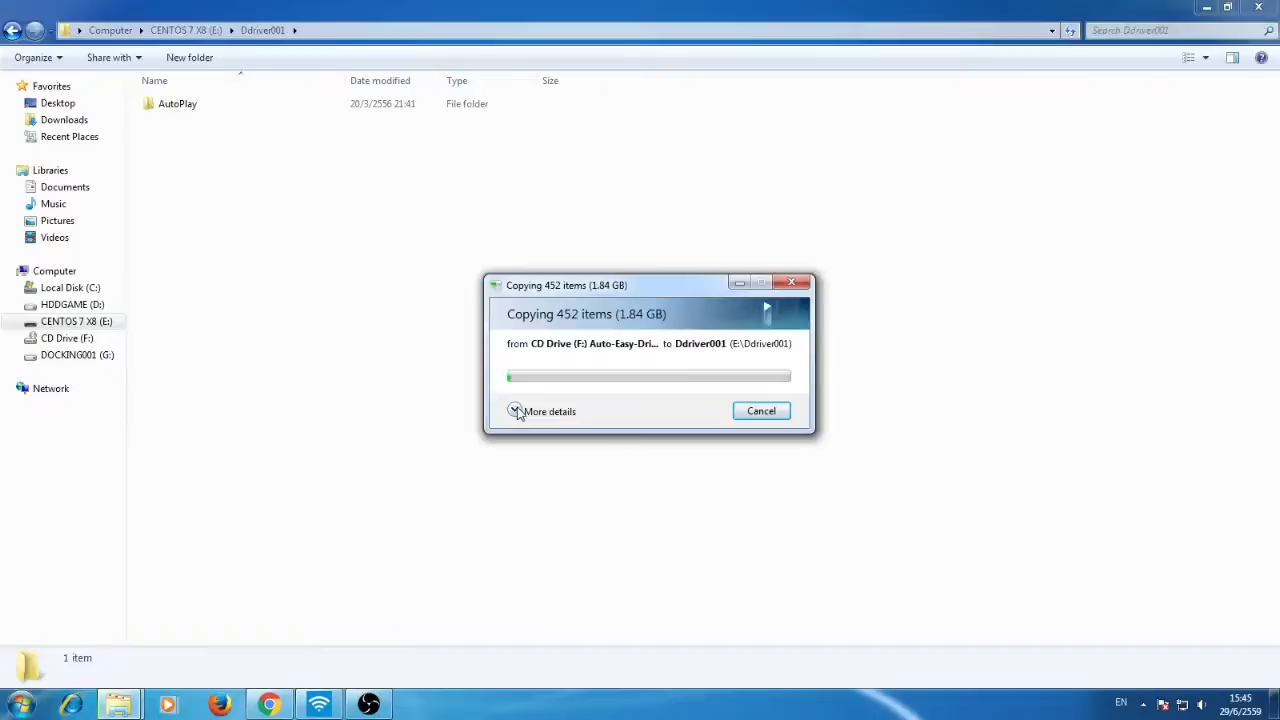 Computer CENTOS 7 X8 (E:) Ddriver001
Search Ddriver001
Organize Share with New folder
Name Date modified Type Size
AutoPlay 20/3/2556 21:41 File folder
Favorites
Desktop
Downloads
Recent Places
Libraries
Documents
Music
Pictures
Videos
Computer
Local Disk (C:)
HDDGAME (D:)
CENTOS 7 X8 (E:)
CD Drive (F:)
DOCKING001 (G:)
Network
Copying 452 items (1.84 GB)
Copying 452 items (1.84 GB)
from CD Drive (F:) Auto-Easy-Dri... to Ddriver001 (E:\Ddriver001)
More details Cancel
1 item
EN 15:45
29/6/2559